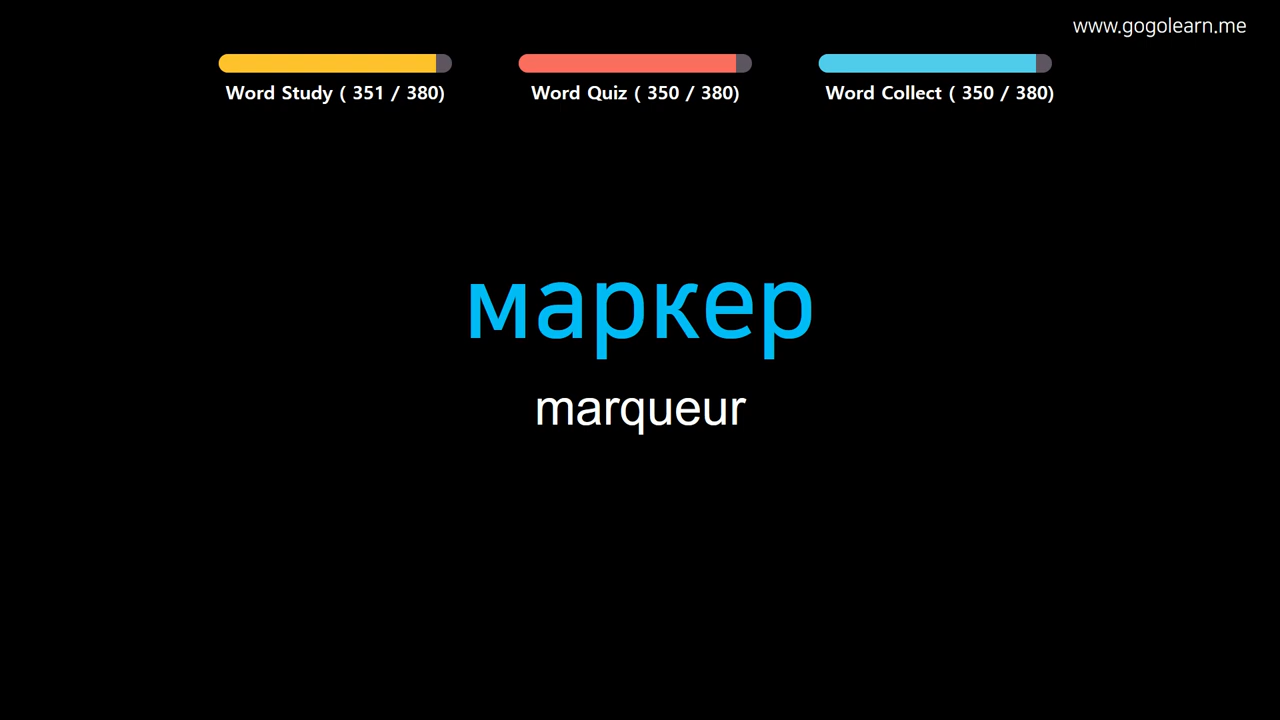 www.gogolearn.me
Word Study ( 351 / 380)
Word Quiz ( 350 / 380)
Word Collect ( 350 / 380)
маркер
marqueur